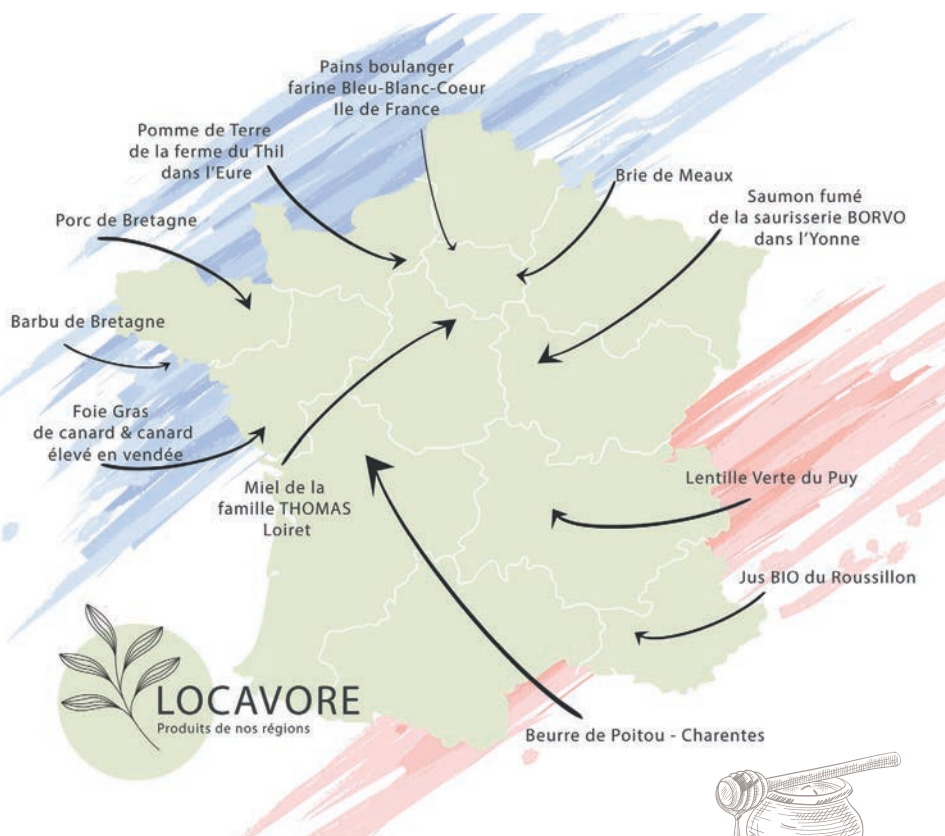 Pains boulanger
farine Bleu-Blanc-Coeur
Ile de France
Pomme de Terre
de la ferme du Thil
dans l'Eure
Brie de Meaux
Saumon fumé
de la saurisserie BORVO
dans l'Yonne
Porc de Bretagne
Barbu de Bretagne
Foie Gras
de canard & canard
élevé en vendée
Miel de la
famille THOMAS
Loiret
Lentille Verte du Puy
Jus BIO du Roussillon
LOCAVORE
Produits de nos régions
Beurre de Poitou - Charentes